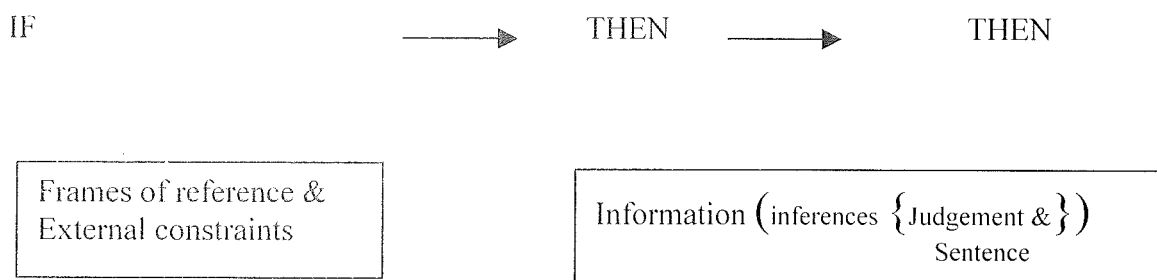 IF THEN THEN
Frames of reference &
External constraints
Information (inferences {Judgement & })
Sentence